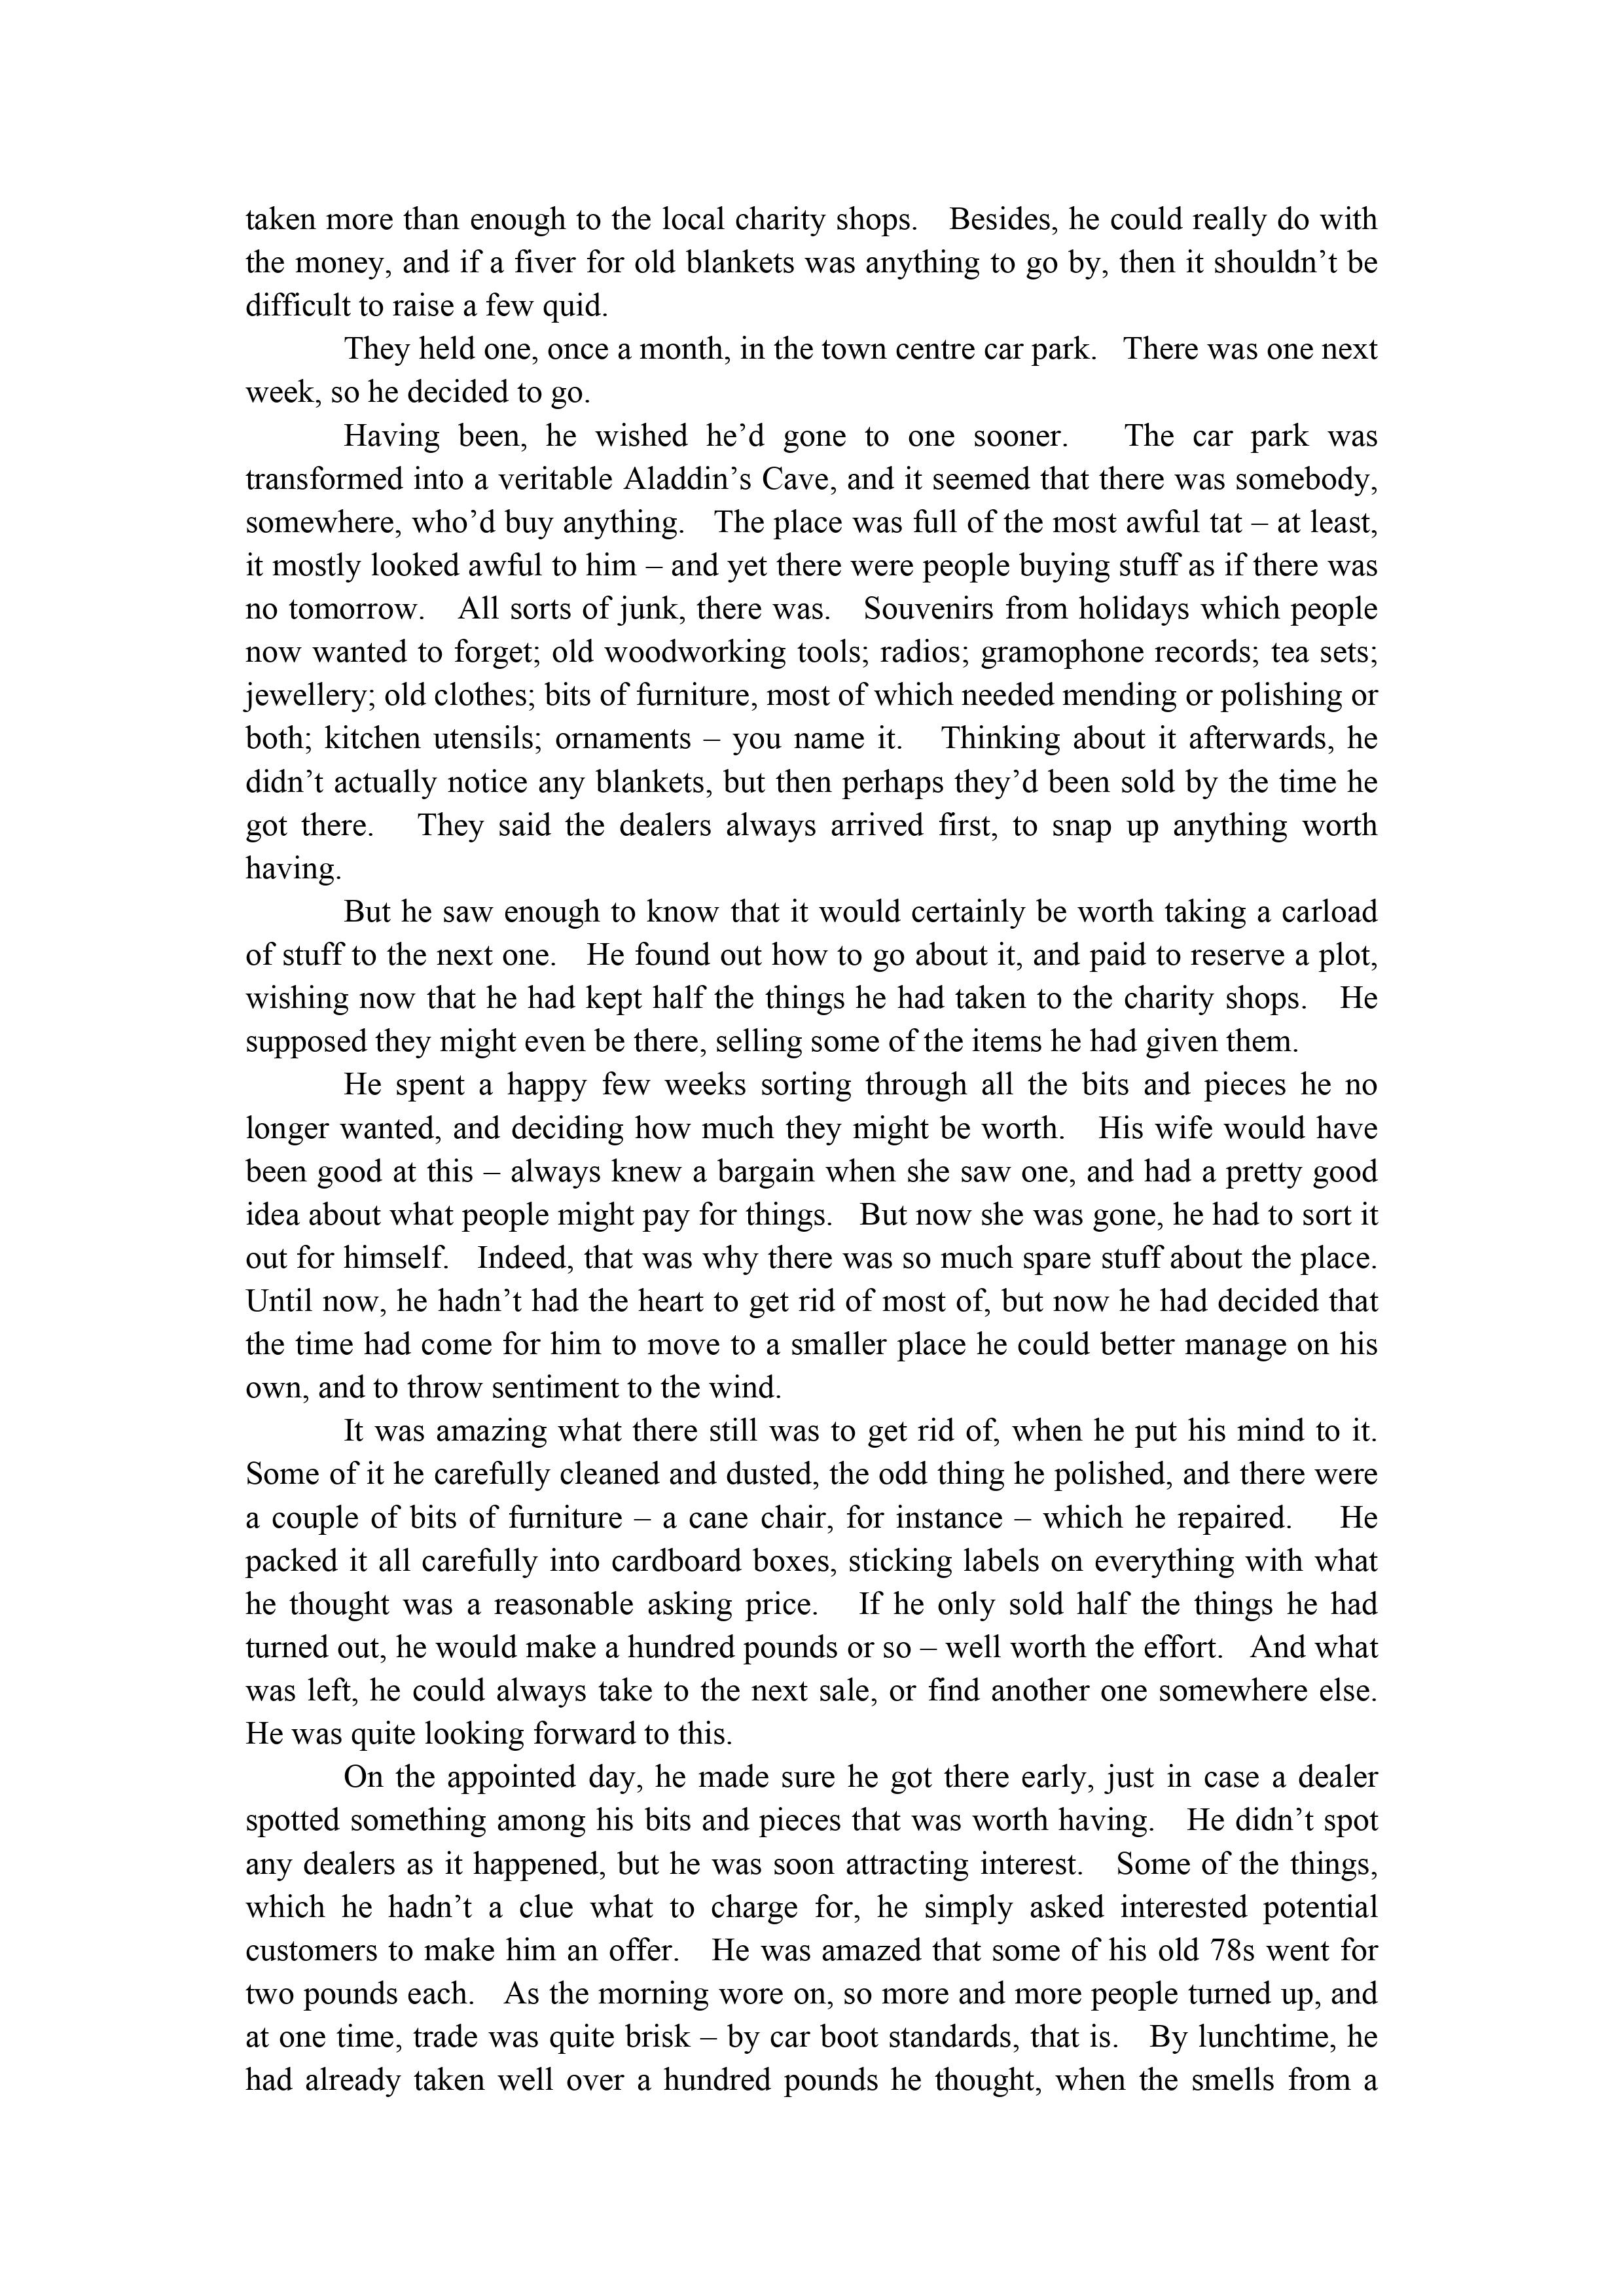 taken more than enough to the local charity shops.   Besides, he could really do with
the money, and if a fiver for old blankets was anything to go by, then it shouldn’t be
difficult to raise a few quid.
They held one, once a month, in the town centre car park.   There was one next
week, so he decided to go.
Having been, he wished he’d gone to one sooner.   The car park was
transformed into a veritable Aladdin’s Cave, and it seemed that there was somebody,
somewhere, who’d buy anything.   The place was full of the most awful tat – at least,
it mostly looked awful to him – and yet there were people buying stuff as if there was
no tomorrow.   All sorts of junk, there was.   Souvenirs from holidays which people
now wanted to forget; old woodworking tools; radios; gramophone records; tea sets;
jewellery; old clothes; bits of furniture, most of which needed mending or polishing or
both; kitchen utensils; ornaments – you name it.   Thinking about it afterwards, he
didn’t actually notice any blankets, but then perhaps they’d been sold by the time he
got there.   They said the dealers always arrived first, to snap up anything worth
having.
But he saw enough to know that it would certainly be worth taking a carload
of stuff to the next one.   He found out how to go about it, and paid to reserve a plot,
wishing now that he had kept half the things he had taken to the charity shops.   He
supposed they might even be there, selling some of the items he had given them.
He spent a happy few weeks sorting through all the bits and pieces he no
longer wanted, and deciding how much they might be worth.   His wife would have
been good at this – always knew a bargain when she saw one, and had a pretty good
idea about what people might pay for things.   But now she was gone, he had to sort it
out for himself.   Indeed, that was why there was so much spare stuff about the place.
Until now, he hadn’t had the heart to get rid of most of, but now he had decided that
the time had come for him to move to a smaller place he could better manage on his
own, and to throw sentiment to the wind.
It was amazing what there still was to get rid of, when he put his mind to it.
Some of it he carefully cleaned and dusted, the odd thing he polished, and there were
a couple of bits of furniture – a cane chair, for instance – which he repaired.   He
packed it all carefully into cardboard boxes, sticking labels on everything with what
he thought was a reasonable asking price.   If he only sold half the things he had
turned out, he would make a hundred pounds or so – well worth the effort.   And what
was left, he could always take to the next sale, or find another one somewhere else.
He was quite looking forward to this.
On the appointed day, he made sure he got there early, just in case a dealer
spotted something among his bits and pieces that was worth having.   He didn’t spot
any dealers as it happened, but he was soon attracting interest.   Some of the things,
which he hadn’t a clue what to charge for, he simply asked interested potential
customers to make him an offer.   He was amazed that some of his old 78s went for
two pounds each.   As the morning wore on, so more and more people turned up, and
at one time, trade was quite brisk – by car boot standards, that is.   By lunchtime, he
had already taken well over a hundred pounds he thought, when the smells from a